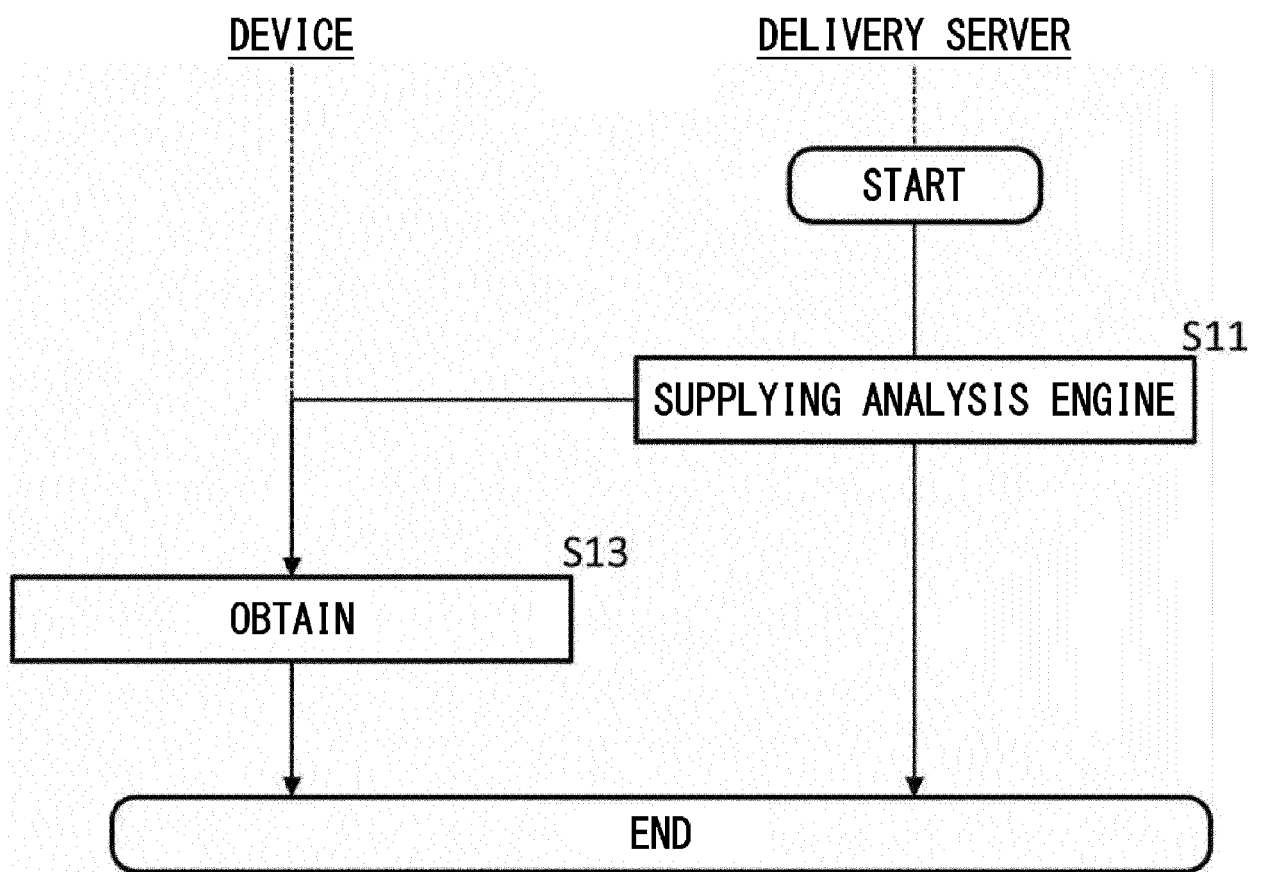 DEVICE
DELIVERY SERVER
START
S11
SUPPLYING ANALYSIS ENGINE
S13
OBTAIN
END